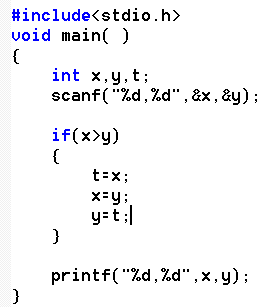 #include<stdio.h>
void main( )
{
int x,y,t;
scanf("%d,%d",&x,&y);
if(x>y)
{
t=x;
x=y;
y=t;
}
printf("%d,%d",x,y);
}